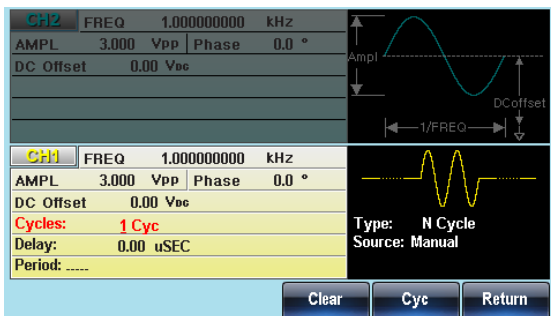 CH2 FREQ 1.000000000 kHz
AMPL 3.000 VPP Phase 0.0 °
DC Offset 0.00 VDC
Ampl
DCoffset
1/FREQ
CH1 FREQ 1.000000000 kHz
AMPL 3.000 VPP Phase 0.0 °
DC Offset 0.00 VDC
Cycles: 1 Cyc
Delay: 0.00 uSEC
Period: .....
Type: N Cycle
Source: Manual
Clear Cyc Return